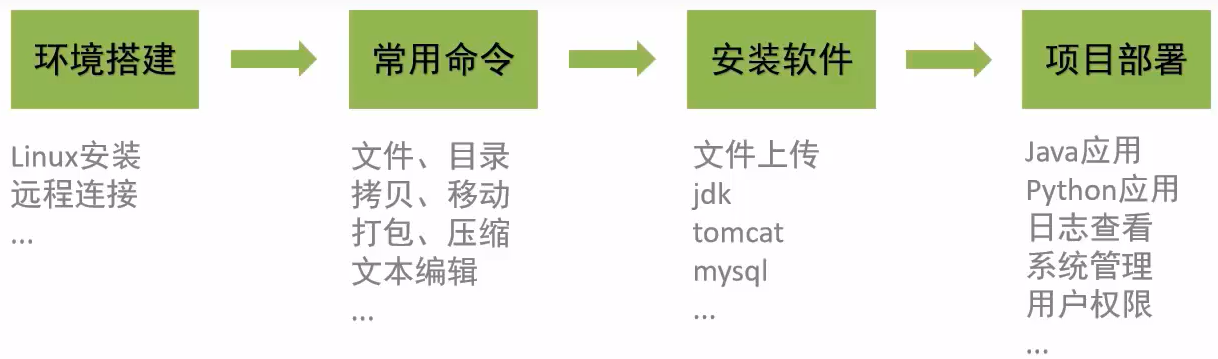 环境搭建
常用命令
安装软件
项目部署
Linux安装
远程连接
...
文件、目录
拷贝、移动
打包、压缩
文本编辑
...
文件上传
jdk
tomcat
mysql
...
Java应用
Python应用
日志查看
系统管理
用户权限
...